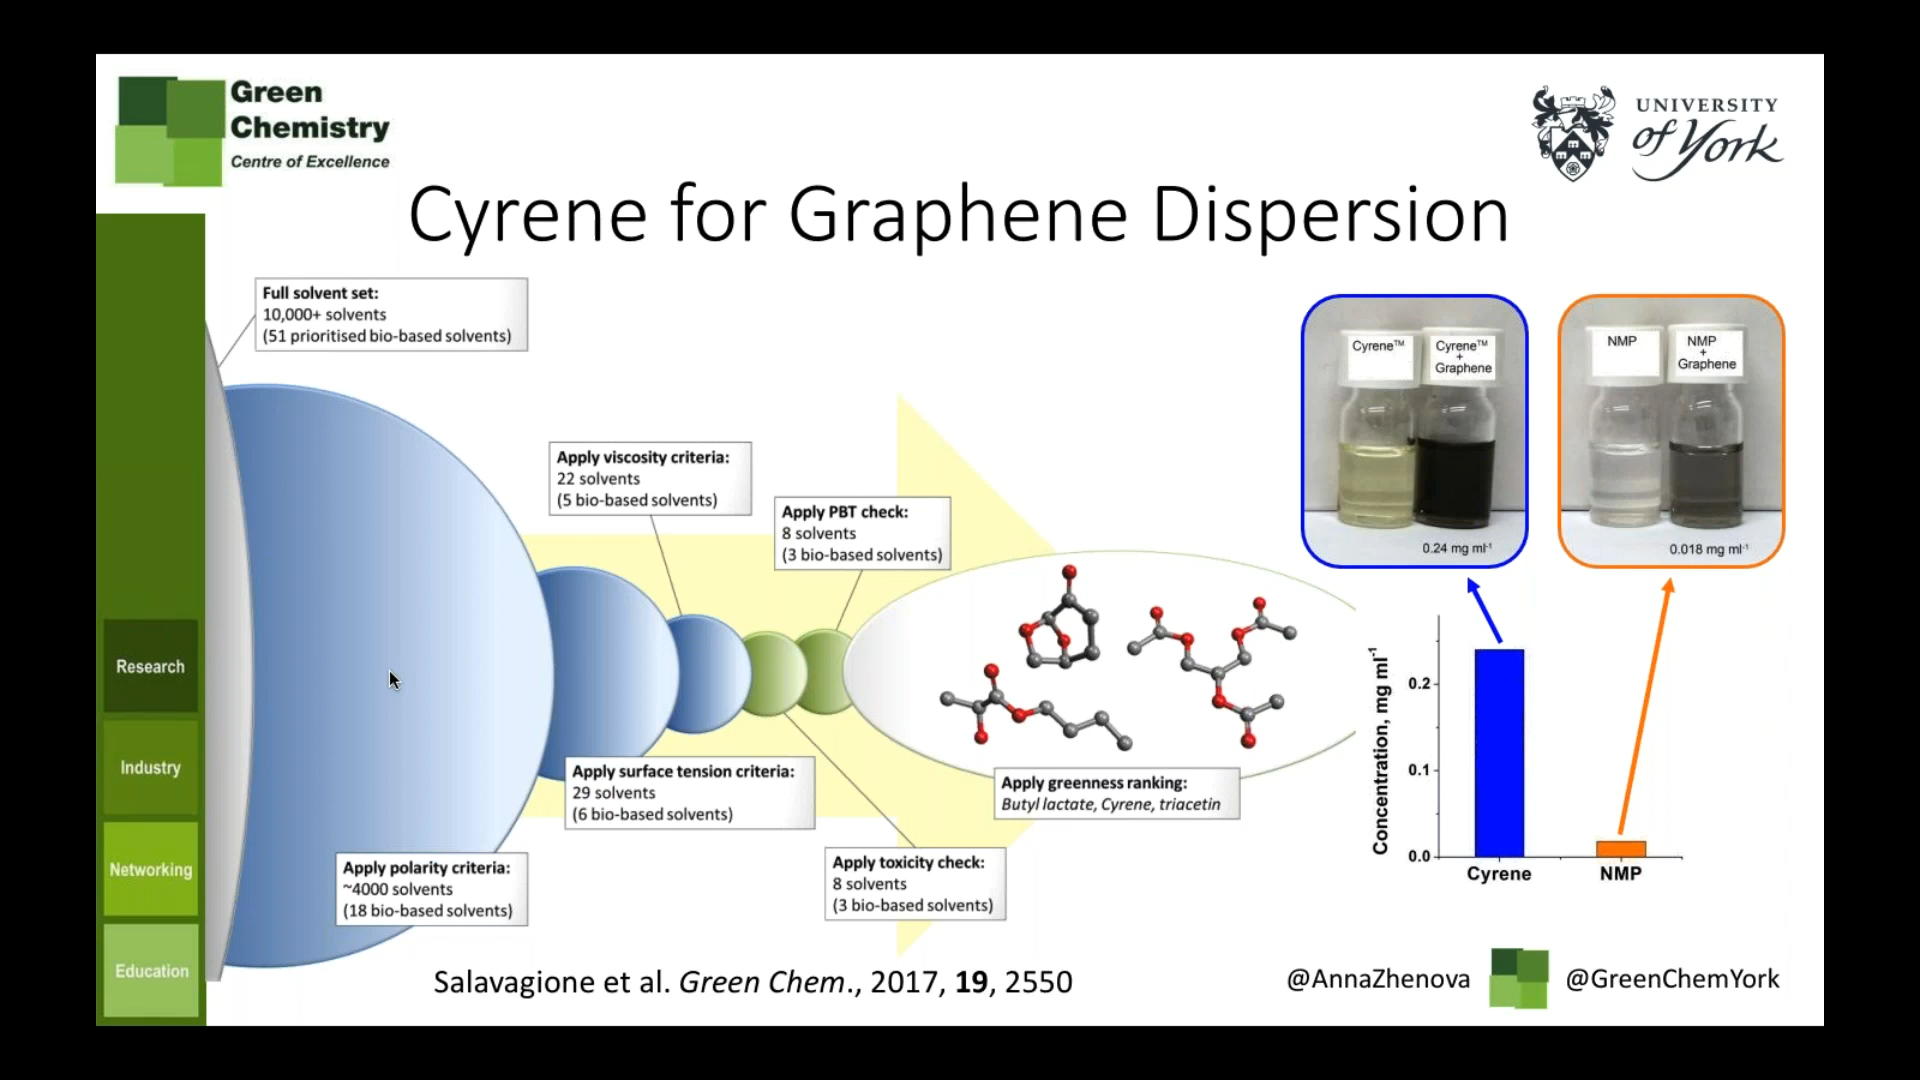 Green
Chemistry
Centre of Excellence
UNIVERSITY
of York
Cyrene for Graphene Dispersion
Full solvent set:
10,000+ solvents
(51 prioritised bio-based solvents)
Apply viscosity criteria:
22 solvents
(5 bio-based solvents)
Apply PBT check:
8 solvents
(3 bio-based solvents)
Apply surface tension criteria:
29 solvents
(6 bio-based solvents)
Apply polarity criteria:
~4000 solvents
(18 bio-based solvents)
Apply toxicity check:
8 solvents
(3 bio-based solvents)
Apply greenness ranking:
Butyl lactate, Cyrene, triacetin
Cyrene™
Cyrene™
+
Graphene
0.24 mg ml⁻¹
NMP
NMP
+
Graphene
0.018 mg ml⁻¹
Concentration, mg ml⁻¹
0.2
0.1
0.0
Cyrene
NMP
Research
Industry
Networking
Education
Salavagione et al. Green Chem., 2017, 19, 2550
@AnnaZhenova
@GreenChemYork